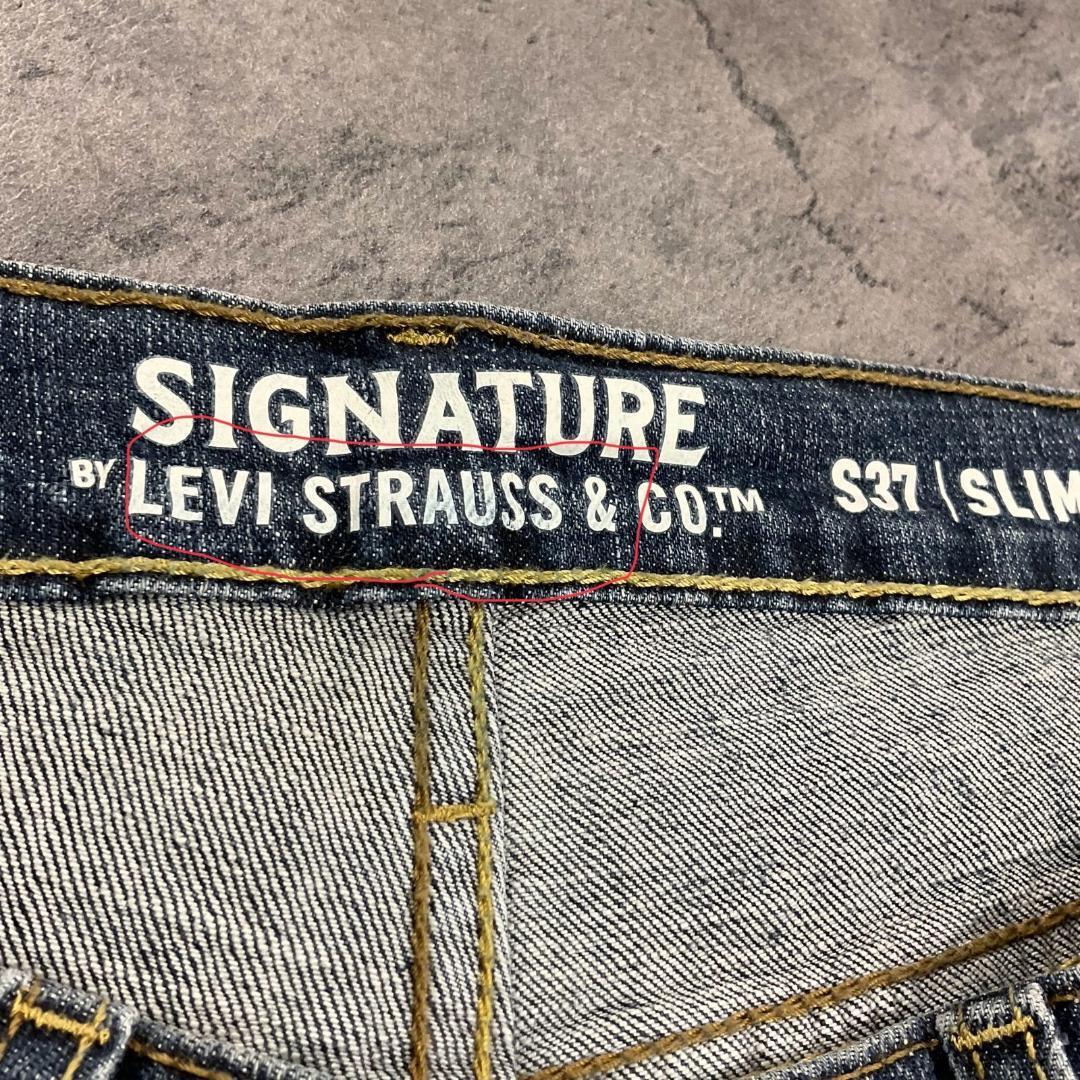 SIGNATURE
BY LEVI STRAUSS & CO.™
S37 | SLIM